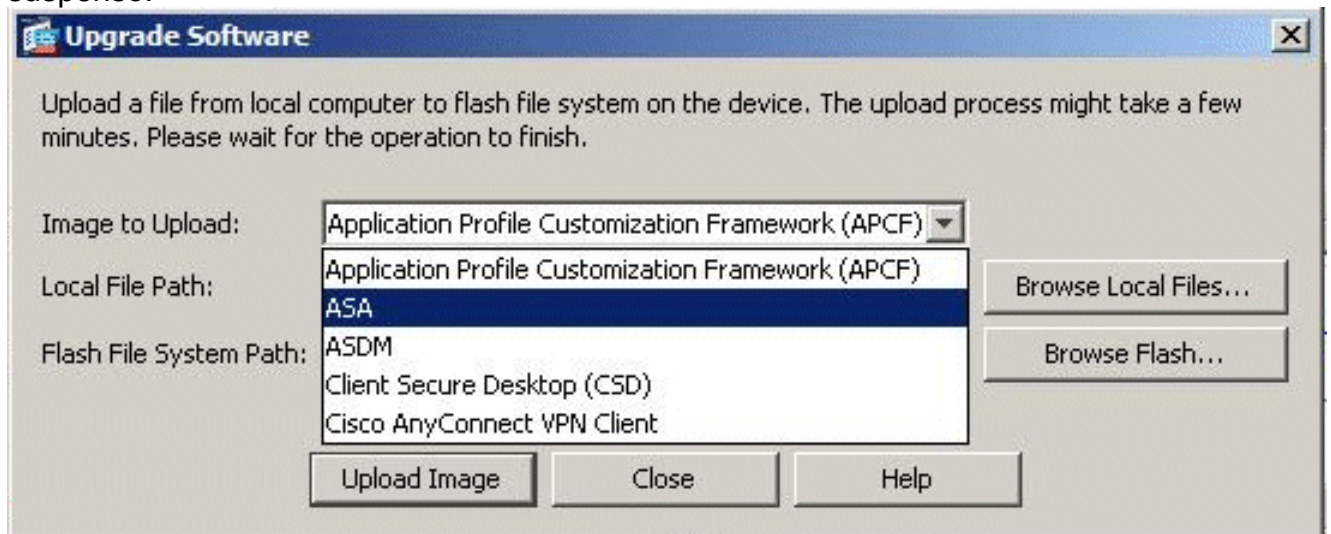 Upgrade Software
Upload a file from local computer to flash file system on the device. The upload process might take a few
minutes. Please wait for the operation to finish.
Image to Upload: Application Profile Customization Framework (APCF)
Application Profile Customization Framework (APCF)
Local File Path: Browse Local Files...
ASA
Flash File System Path: ASDM Browse Flash...
Client Secure Desktop (CSD)
Cisco AnyConnect VPN Client
Upload Image Close Help